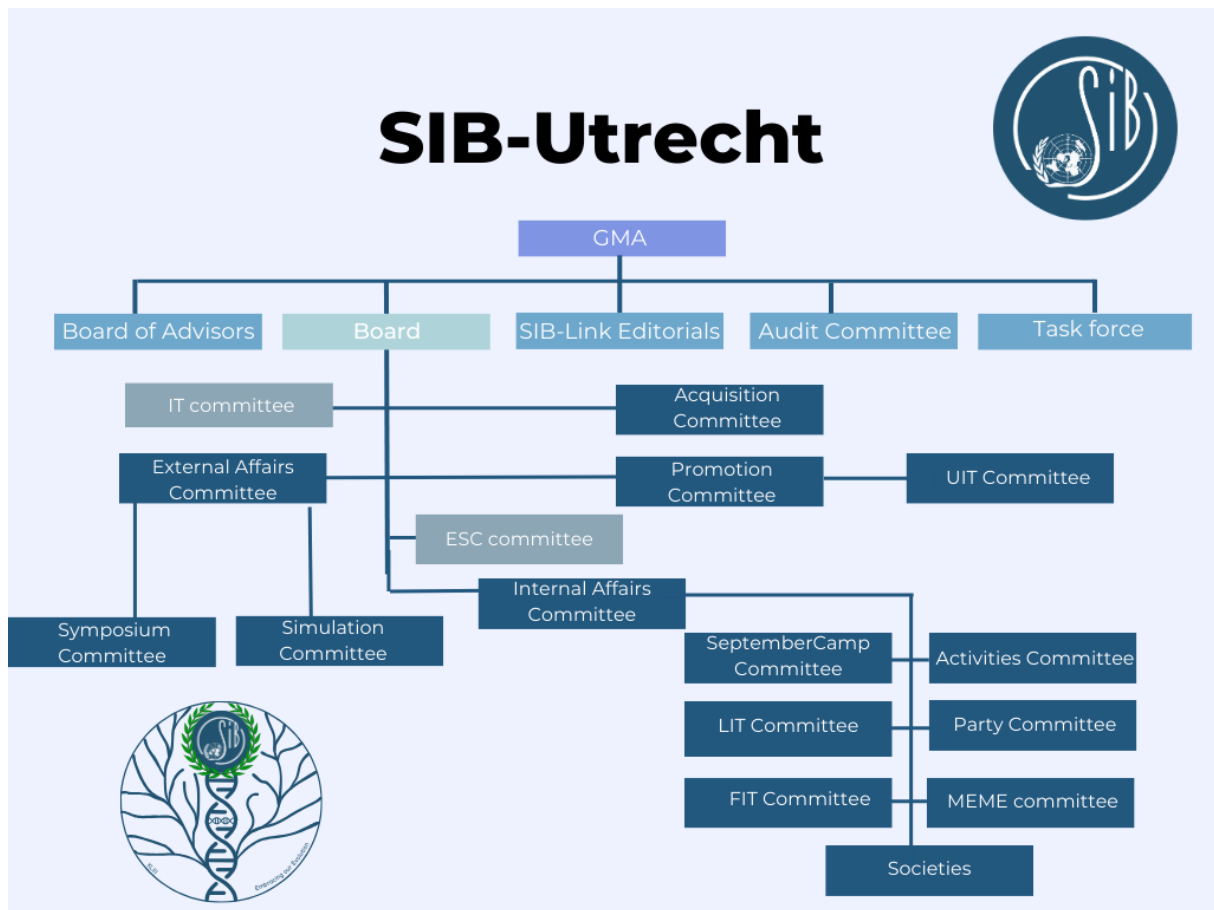 SIB-Utrecht
SiB
GMA
Board of Advisors
Board
SIB-Link Editorials
Audit Committee
Task force
IT committee
Acquisition
Committee
External Affairs
Committee
Promotion
Committee
UIT Committee
ESC committee
Internal Affairs
Committee
Symposium
Committee
Simulation
Committee
SeptemberCamp
Committee
Activities Committee
LIT Committee
Party Committee
FIT Committee
MEME committee
Societies
SiB
Embracing our Evolution